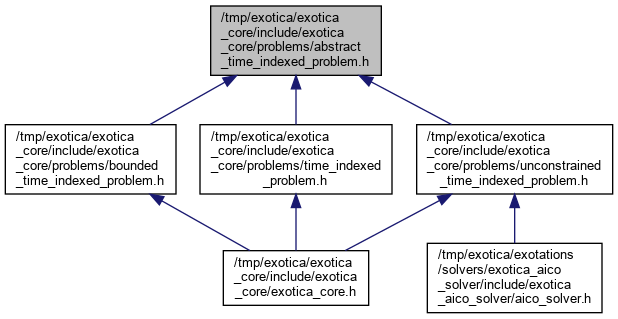 /tmp/exotica/exotica
_core/include/exotica
_core/problems/abstract
_time_indexed_problem.h
/tmp/exotica/exotica
_core/include/exotica
_core/problems/bounded
_time_indexed_problem.h
/tmp/exotica/exotica
_core/include/exotica
_core/problems/time_indexed
_problem.h
/tmp/exotica/exotica
_core/include/exotica
_core/problems/unconstrained
_time_indexed_problem.h
/tmp/exotica/exotica
_core/include/exotica
_core/exotica_core.h
/tmp/exotica/exotations
/solvers/exotica_aico
_solver/include/exotica
_aico_solver/aico_solver.h